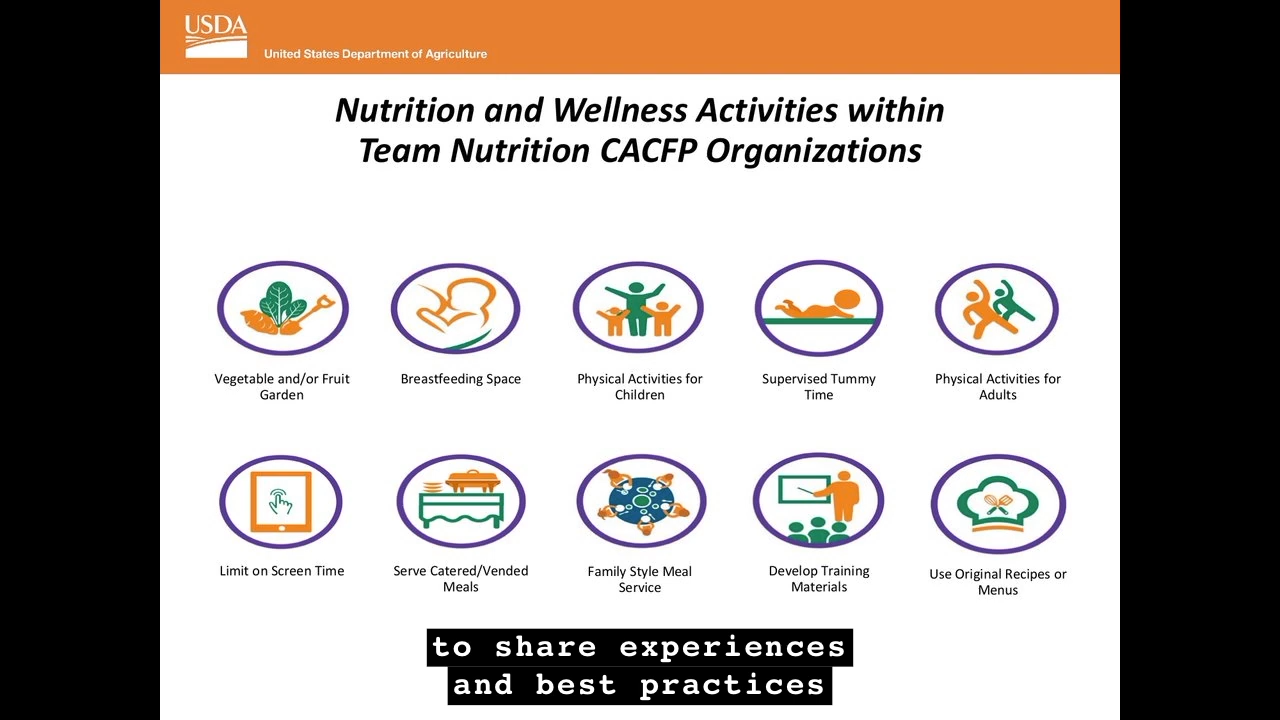 USDA
United States Department of Agriculture
Nutrition and Wellness Activities within
Team Nutrition CACFP Organizations
Vegetable and/or Fruit
Garden
Breastfeeding Space
Physical Activities for
Children
Supervised Tummy
Time
Physical Activities for
Adults
Limit on Screen Time
Serve Catered/Vended
Meals
Family Style Meal
Service
Develop Training
Materials
Use Original Recipes or
Menus
to share experiences
and best practices